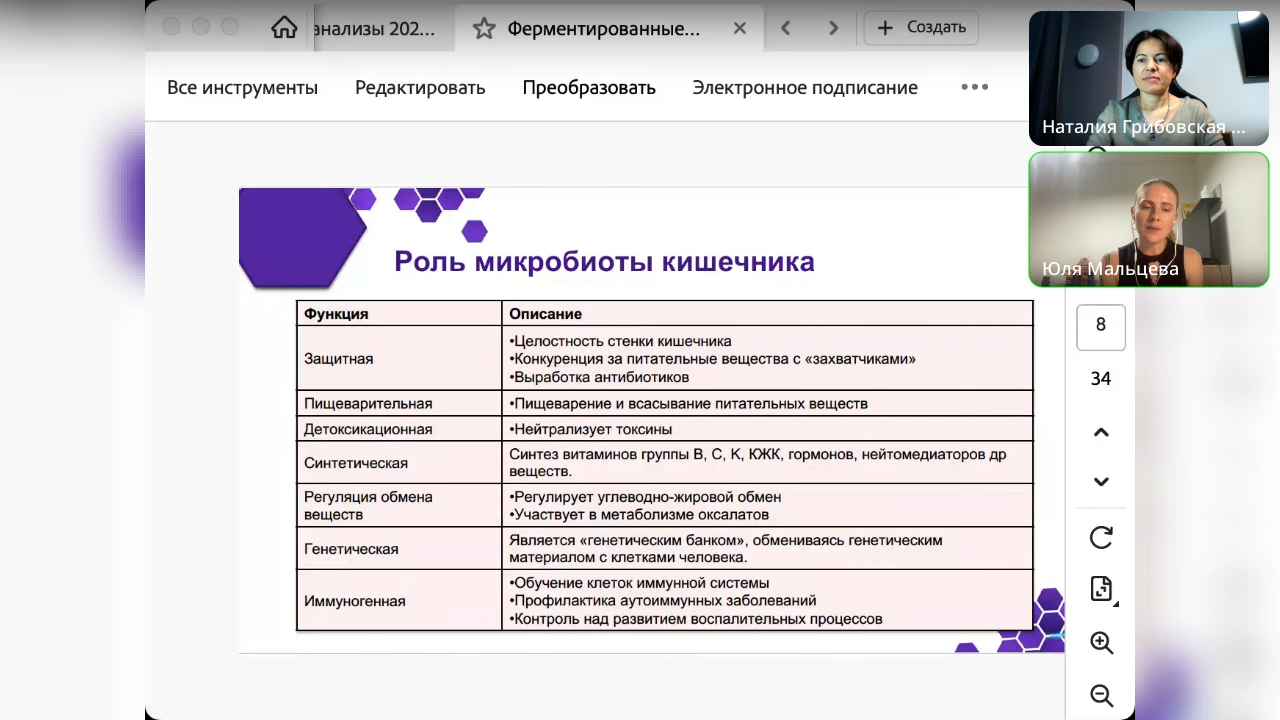 анализы 202...
Ферментированные...
Создать
Все инструменты
Редактировать
Преобразовать
Электронное подписание
Наталия Грибовская ...
Юля Мальцева
Роль микробиоты кишечника
Функция
Описание
Защитная
•Целостность стенки кишечника
•Конкуренция за питательные вещества с «захватчиками»
•Выработка антибиотиков
Пищеварительная
•Пищеварение и всасывание питательных веществ
Детоксикационная
•Нейтрализует токсины
Синтетическая
Синтез витаминов группы В, С, К, КЖК, гормонов, нейтомедиаторов др
веществ.
Регуляция обмена
веществ
•Регулирует углеводно-жировой обмен
•Участвует в метаболизме оксалатов
Генетическая
Является «генетическим банком», обмениваясь генетическим
материалом с клетками человека.
Иммуногенная
•Обучение клеток иммунной системы
•Профилактика аутоиммунных заболеваний
•Контроль над развитием воспалительных процессов
8
34